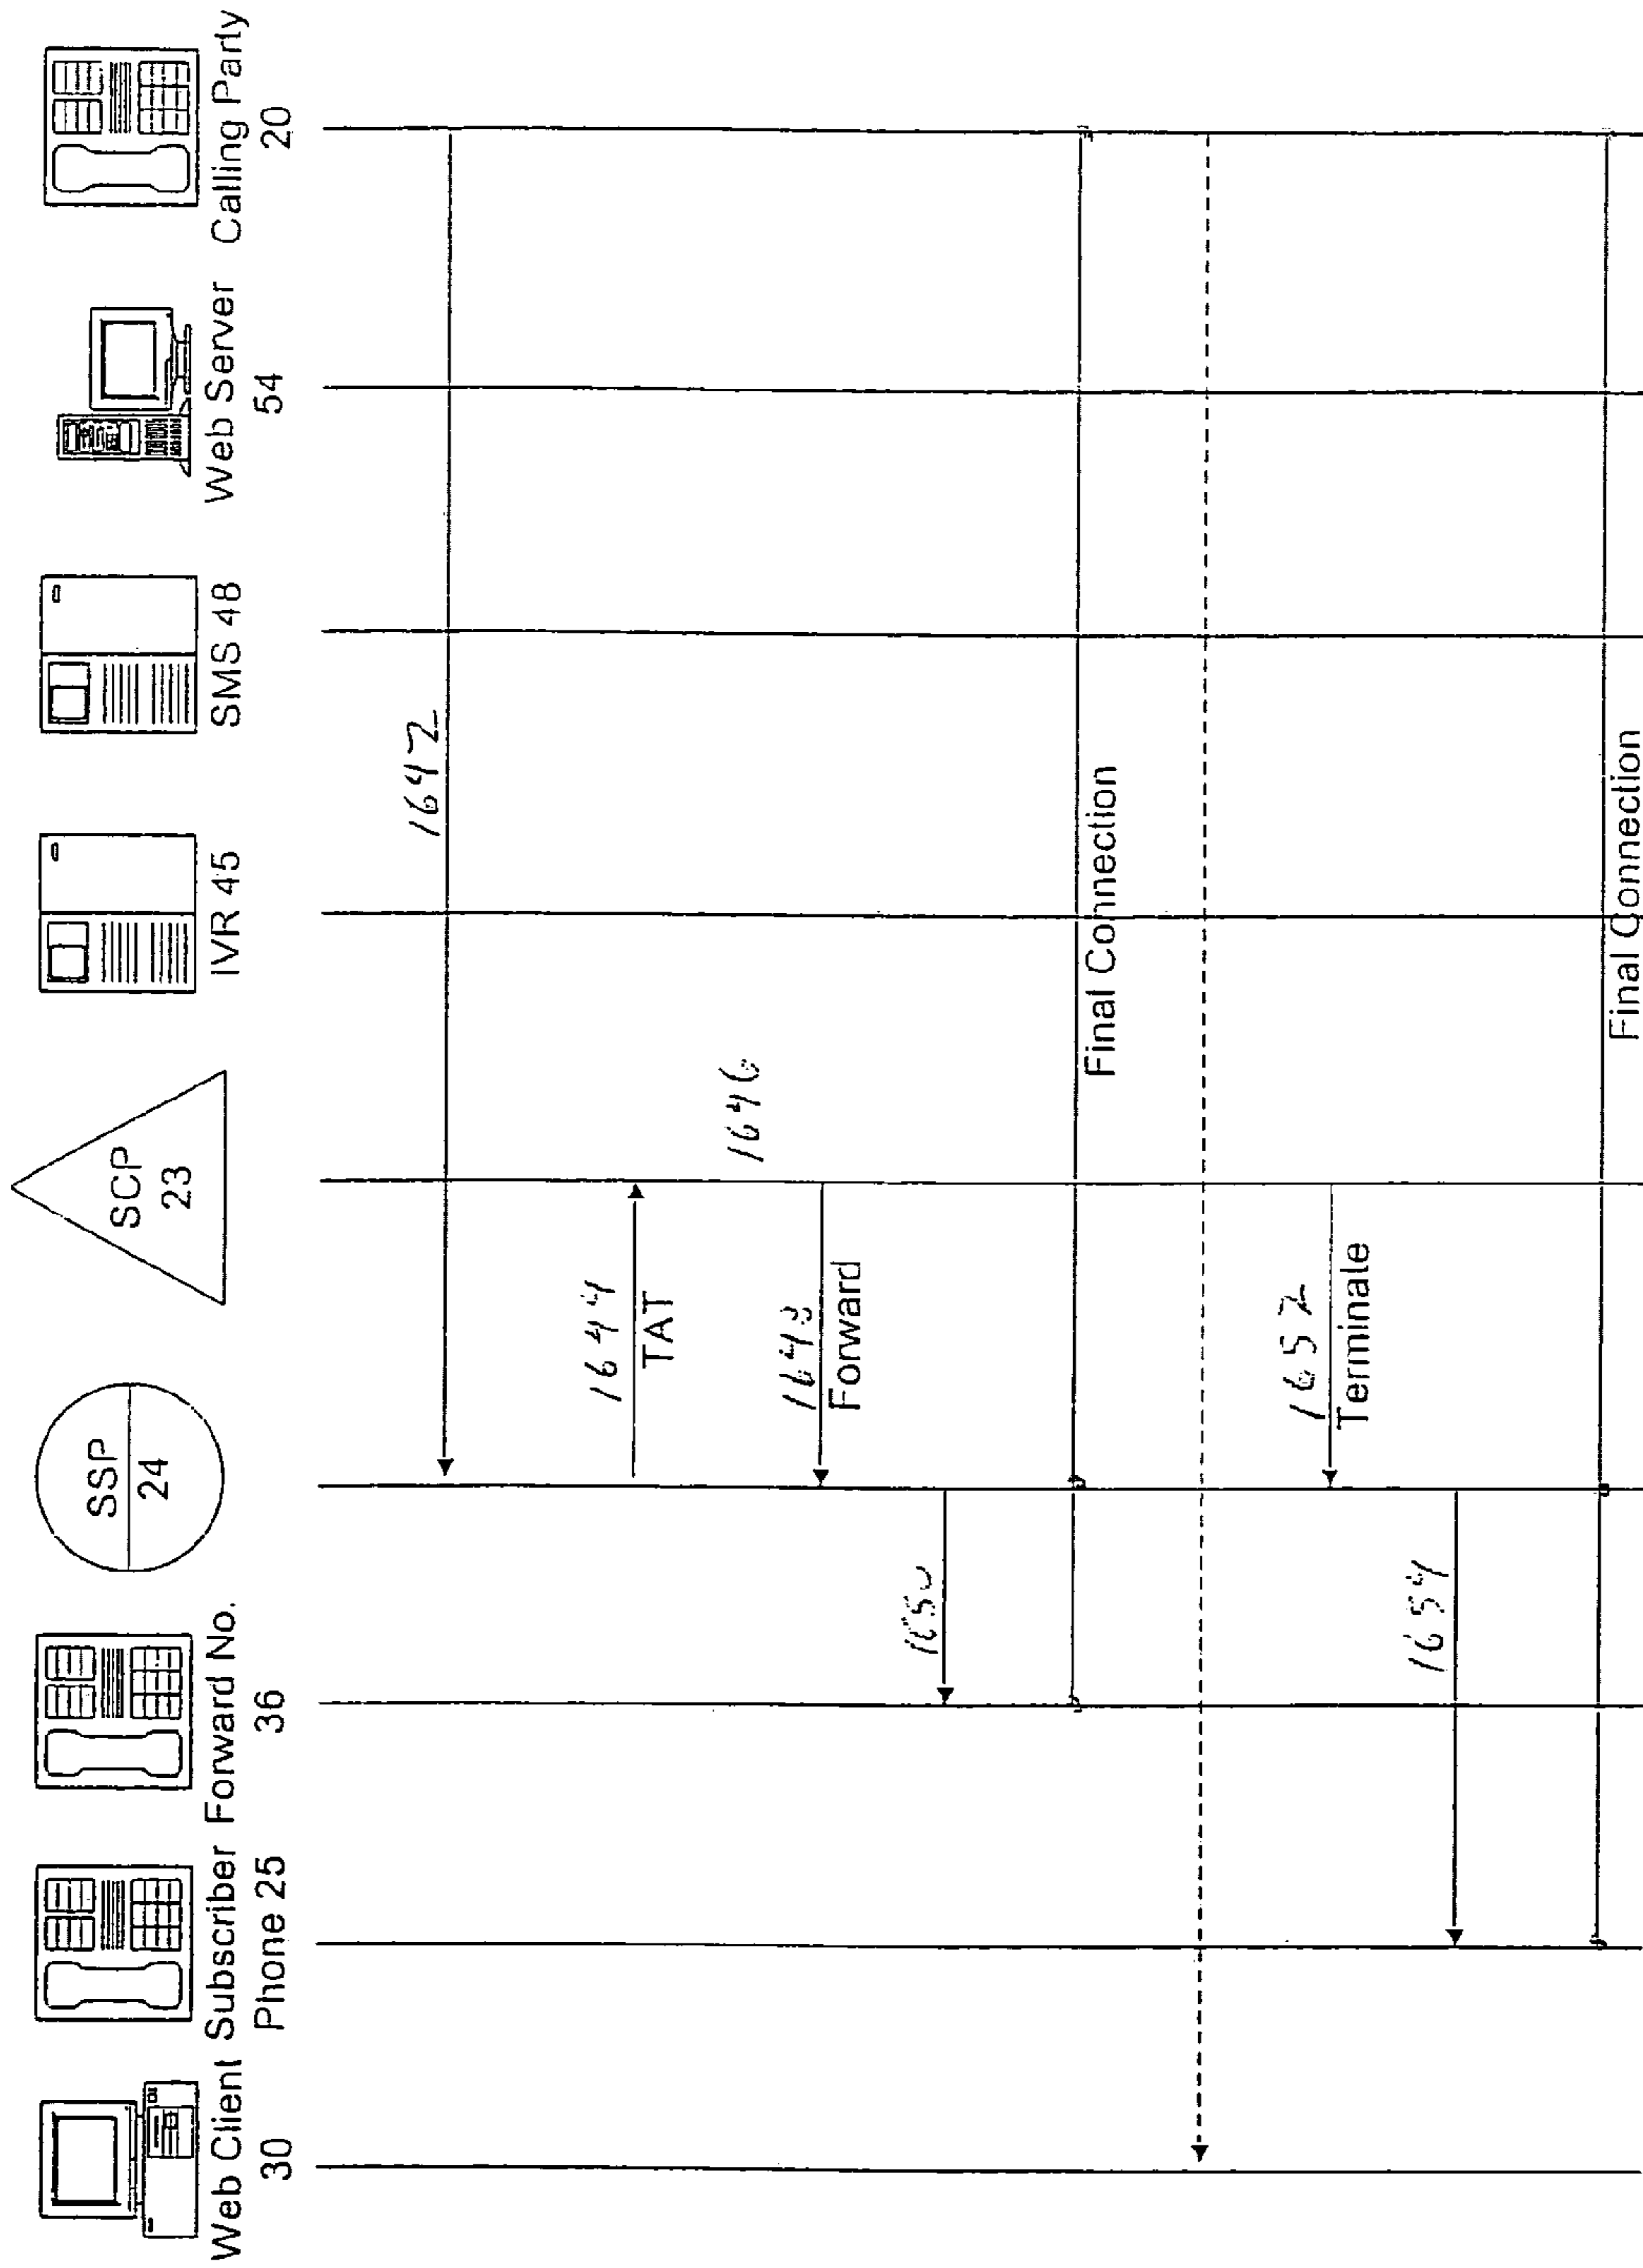 Web Client
30
Subscriber
Phone 25
Forward No.
36
SSP
24
SCP
23
IVR 45
SMS 48
Web Server
54
Calling Party
20
1642
1644
TAT
1646
1648
Forward
1650
Final Connection
1652
Terminate
1654
Final Connection